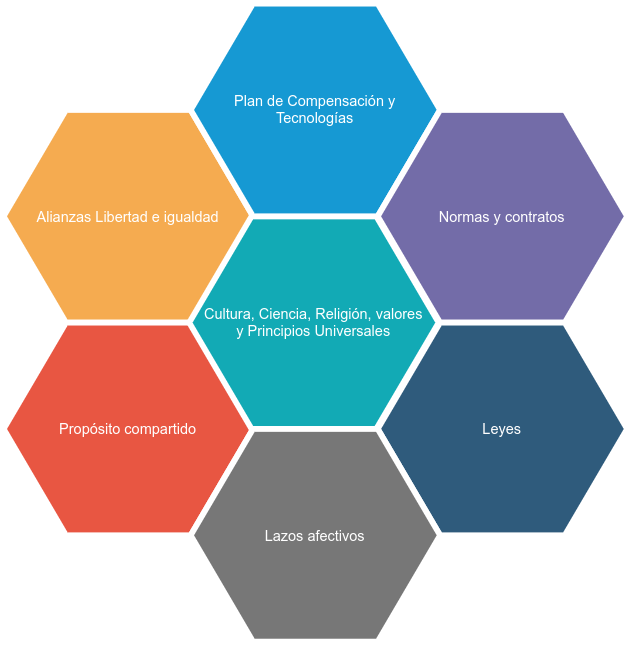 Plan de Compensación y
Tecnologías
Alianzas Libertad e igualdad
Normas y contratos
Cultura, Ciencia, Religión, valores
y Principios Universales
Propósito compartido
Leyes
Lazos afectivos